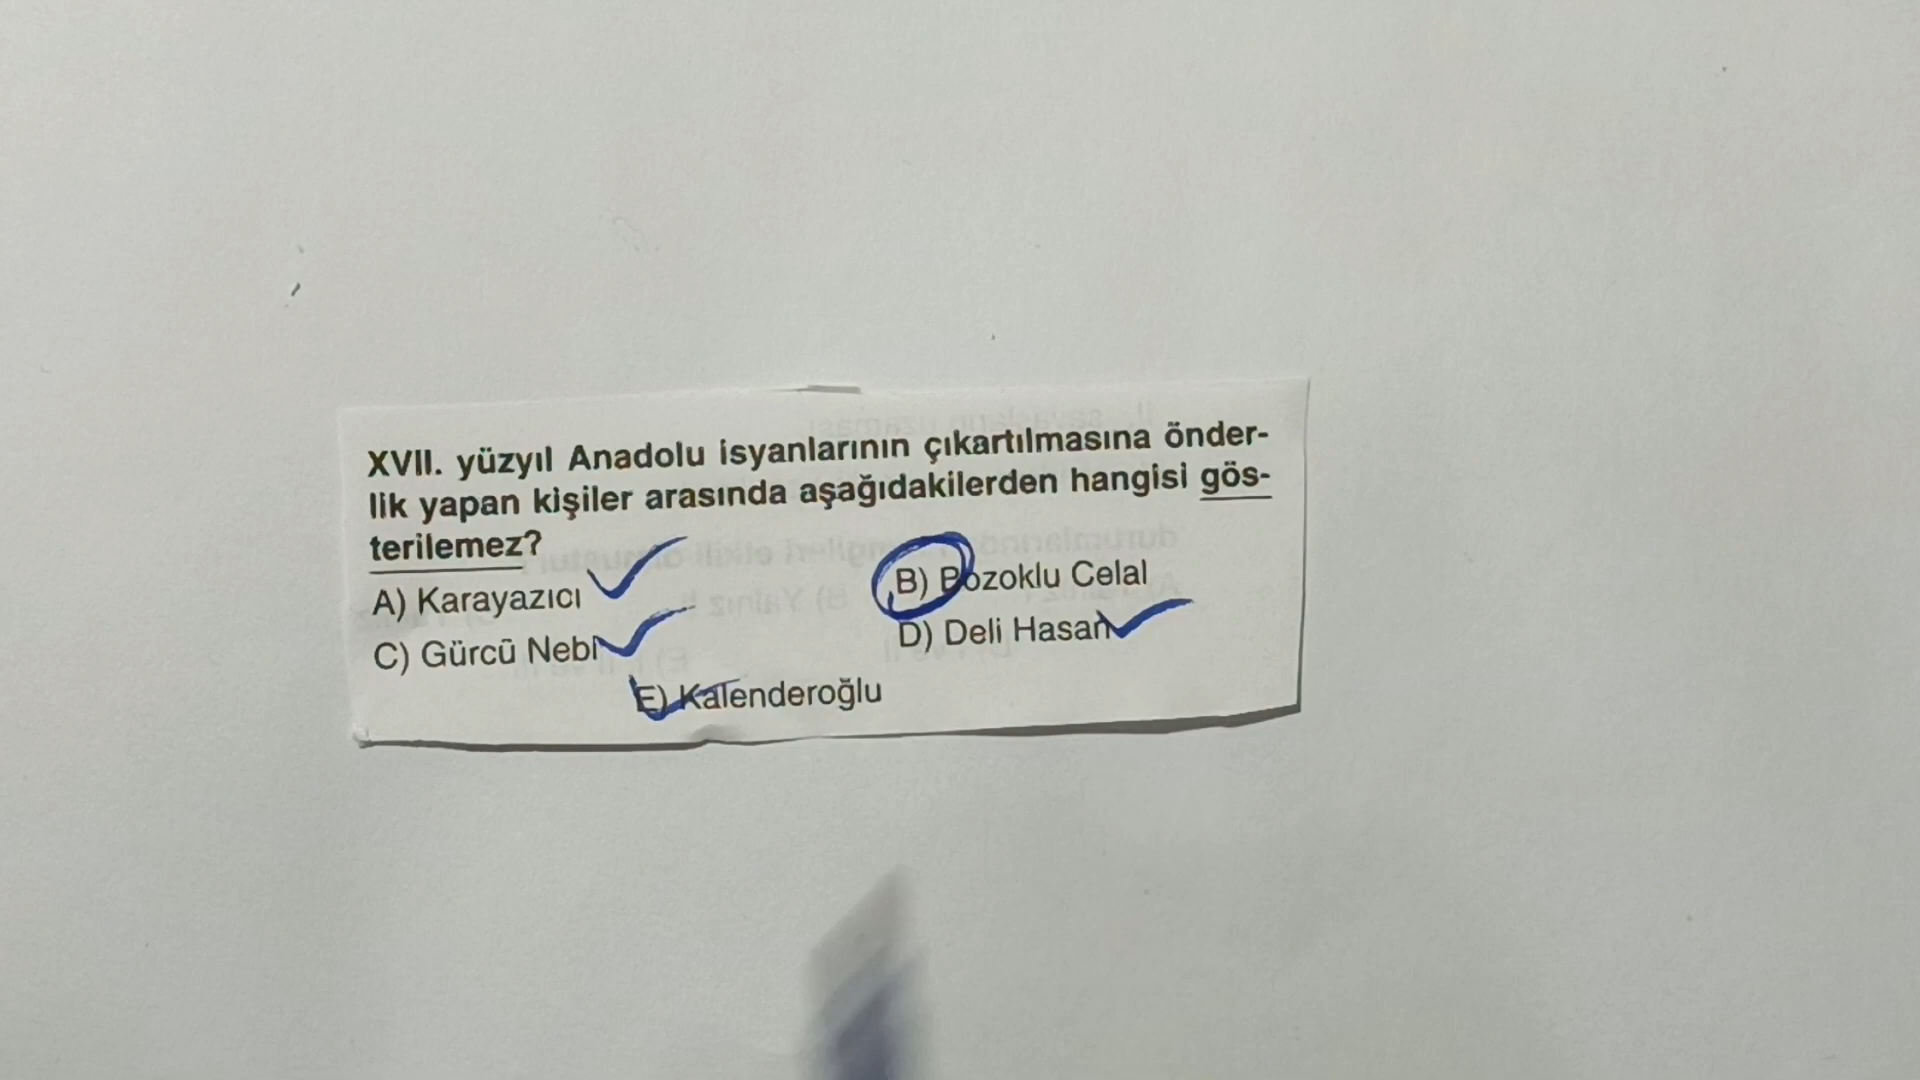 XVII. yüzyıl Anadolu isyanlarının çıkartılmasına önder-
lik yapan kişiler arasında aşağıdakilerden hangisi gös-
terilemez?
A) Karayazıcı B) Bozoklu Celal
C) Gürcü Nebi D) Deli Hasan
E) Kalenderoğlu